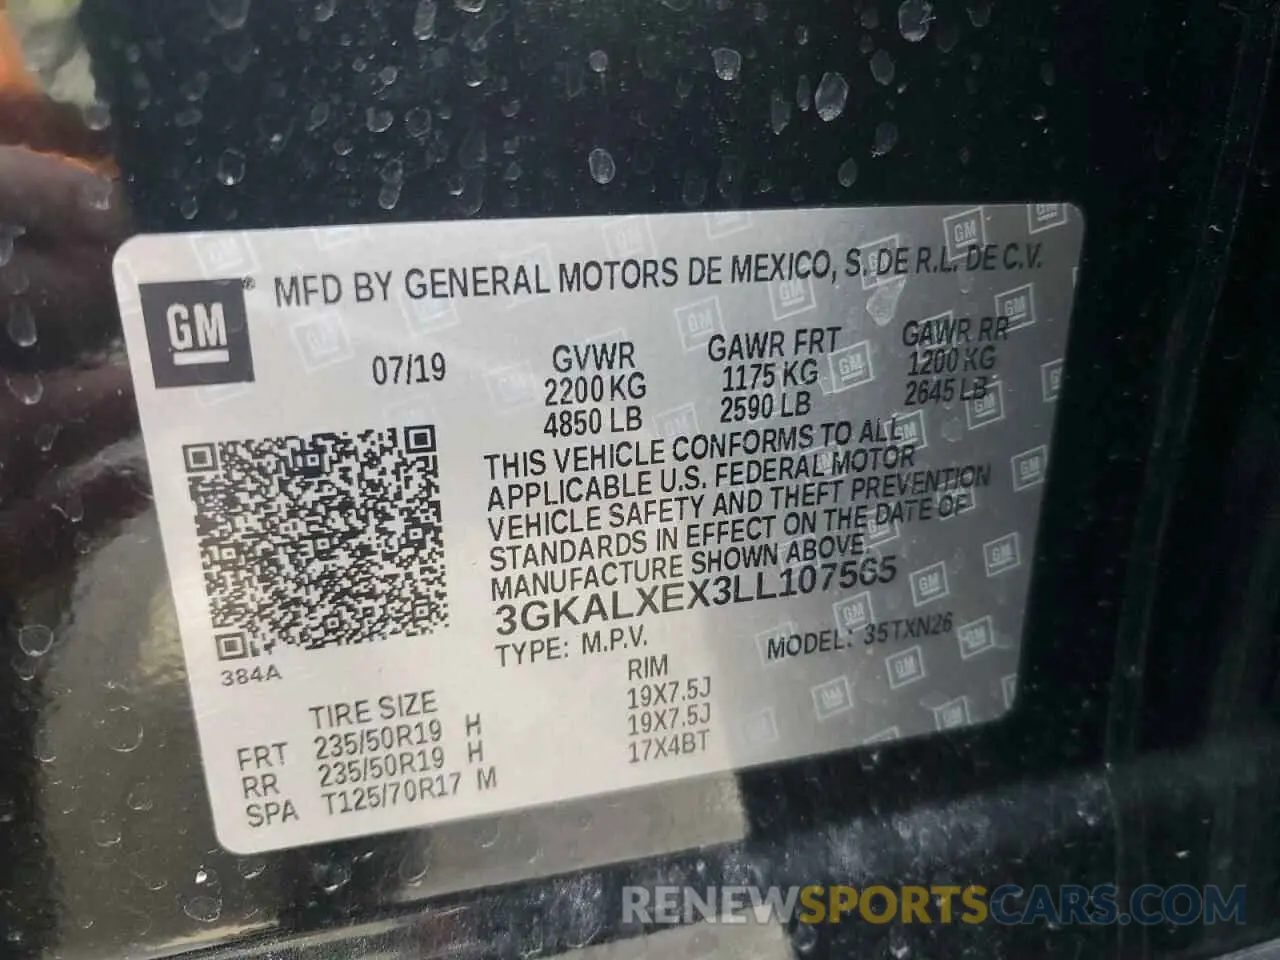 GM ® MFD BY GENERAL MOTORS DE MEXICO, S. DE R.L. DE C.V.
07/19
GVWR
2200 KG
4850 LB
GAWR FRT
1175 KG
2590 LB
GAWR RR
1200 KG
2645 LB
THIS VEHICLE CONFORMS TO ALL
APPLICABLE U.S. FEDERAL MOTOR
VEHICLE SAFETY AND THEFT PREVENTION
STANDARDS IN EFFECT ON THE DATE OF
MANUFACTURE SHOWN ABOVE.
3GKALXEX3LL107565
TYPE: M.P.V. MODEL: 35TXN26
384A
TIRE SIZE RIM
FRT 235/50R19 H 19X7.5J
RR 235/50R19 H 19X7.5J
SPA T125/70R17 M 17X4BT
RENEWSPORTSCARS.COM